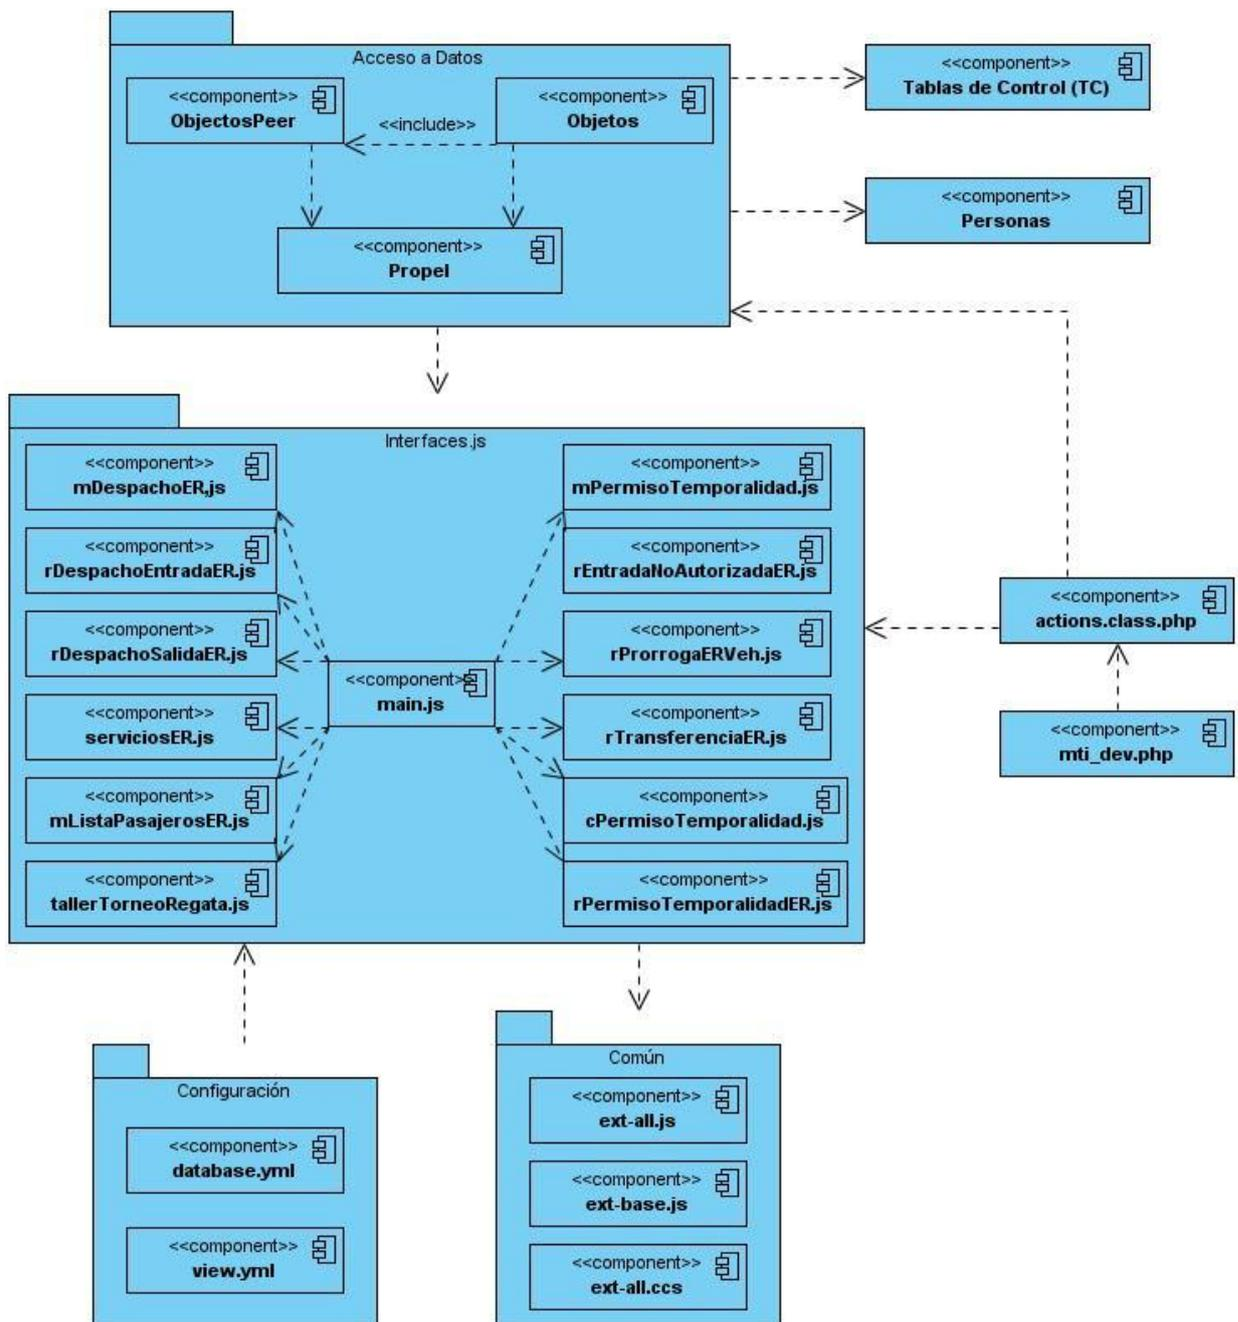 Acceso a Datos
<<component>>
ObjectosPeer
<<include>>
<<component>>
Objetos
<<component>>
Propel
<<component>>
Tablas de Control (TC)
<<component>>
Personas
Interfaces.js
<<component>>
mDespachoER,js
<<component>>
rDespachoEntradaER.js
<<component>>
rDespachoSalidaER.js
<<component>>
serviciosER.js
<<component>>
mListaPasajerosER.js
<<component>>
tallerTorneoRegata.js
<<component>>
main.js
<<component>>
mPermisoTemporalidad.js
<<component>>
rEntradaNoAutorizadaER.js
<<component>>
rProrrogaERVeh.js
<<component>>
rTransferenciaER.js
<<component>>
cPermisoTemporalidad.js
<<component>>
rPermisoTemporalidadER.js
<<component>>
actions.class.php
<<component>>
mti_dev.php
Configuración
<<component>>
database.yml
<<component>>
view.yml
Común
<<component>>
ext-all.js
<<component>>
ext-base.js
<<component>>
ext-all.ccs